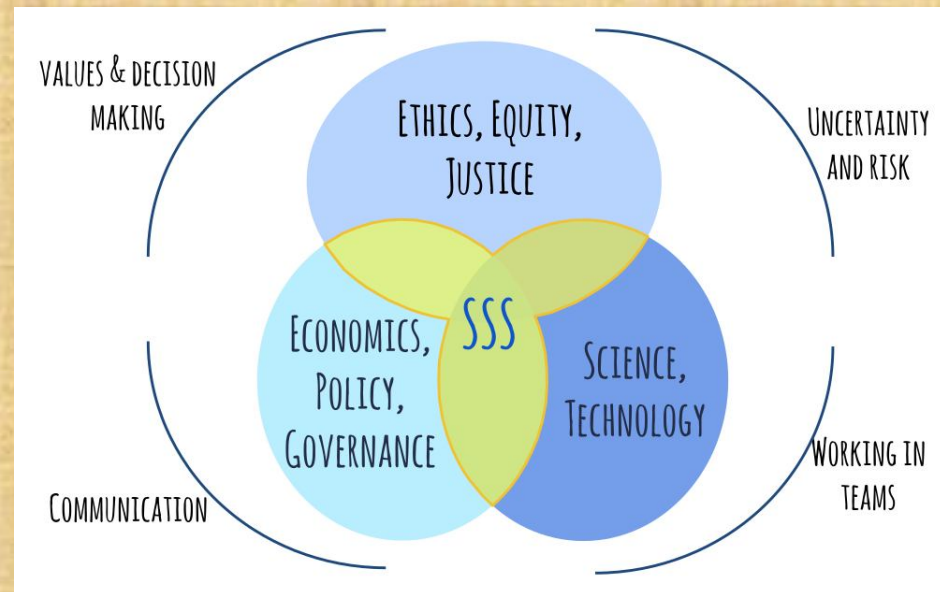 VALUES & DECISION
MAKING
ETHICS, EQUITY,
JUSTICE
UNCERTAINTY
AND RISK
SSS
ECONOMICS,
POLICY,
GOVERNANCE
SCIENCE,
TECHNOLOGY
COMMUNICATION
WORKING IN
TEAMS